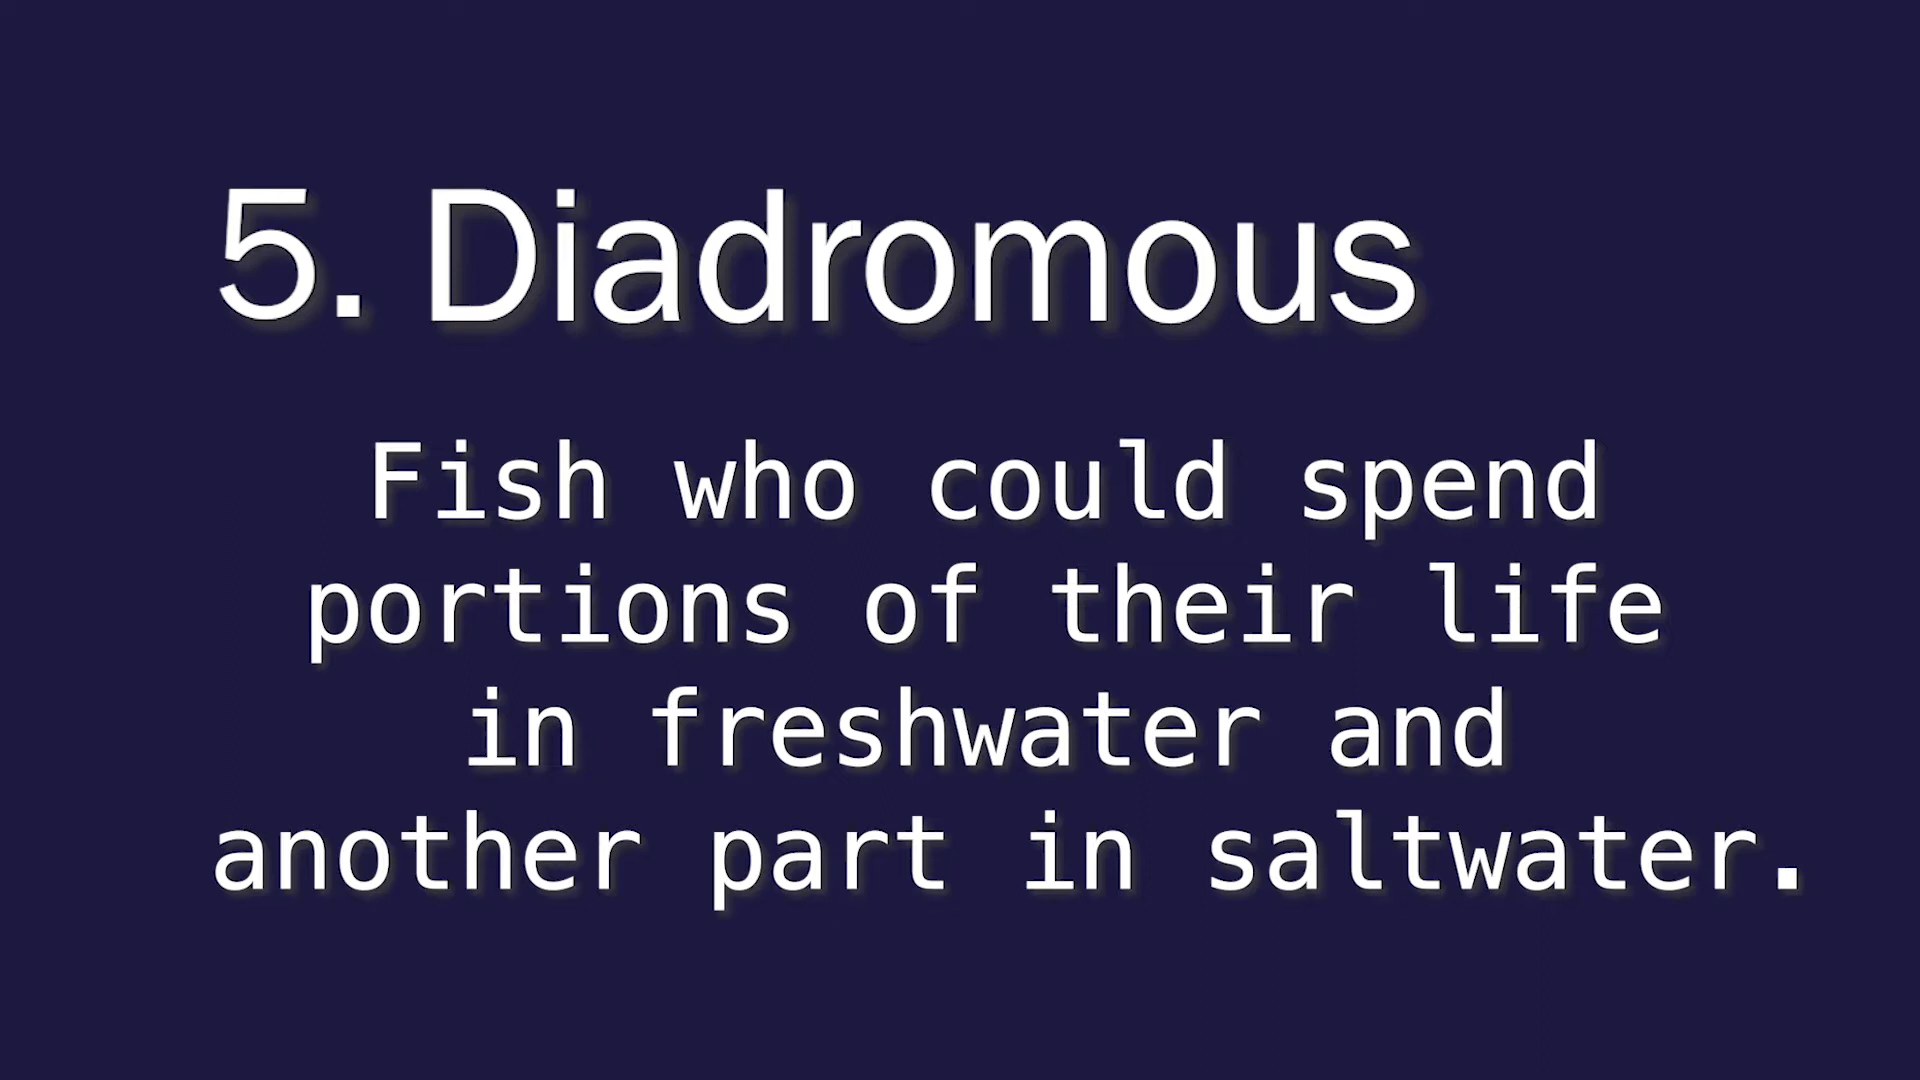 5. Diadromous
Fish who could spend
portions of their life
in freshwater and
another part in saltwater.